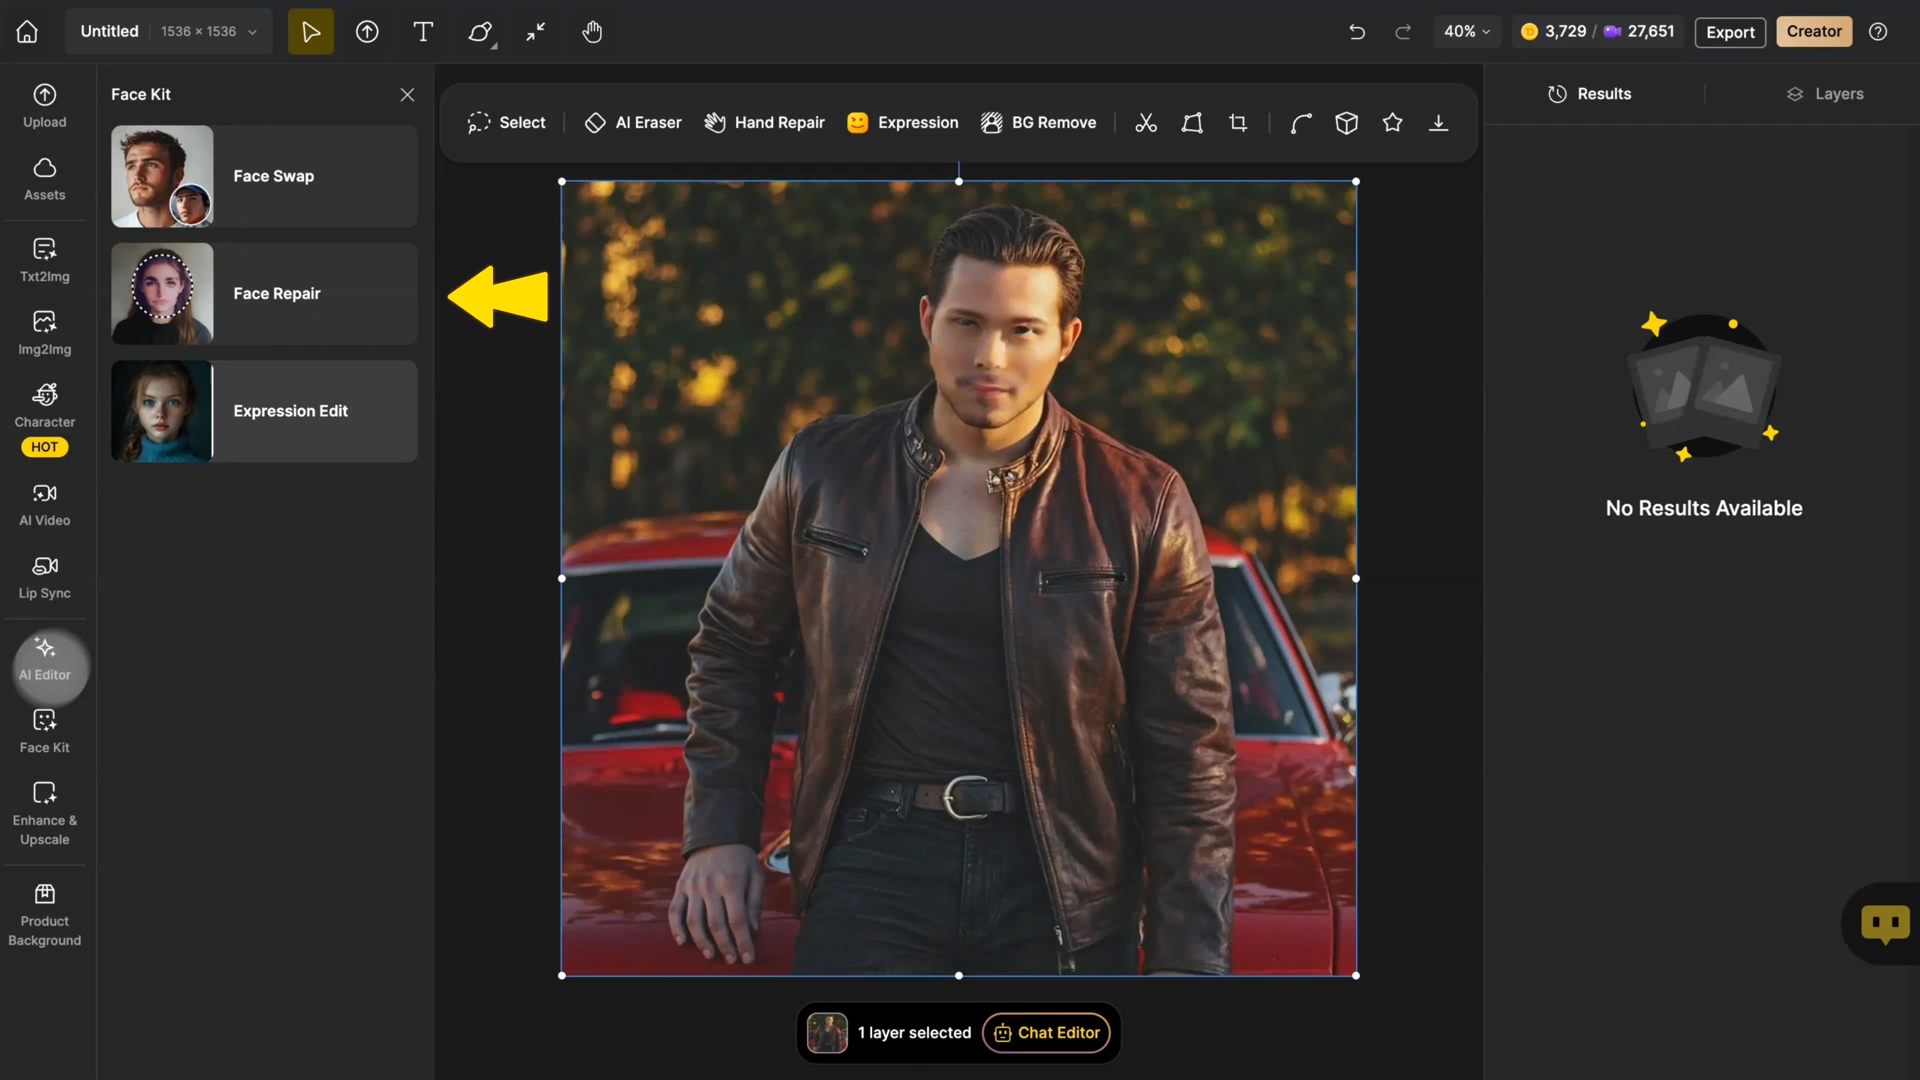 Untitled 1536 × 1536
40% 3,729 / 27,651 Export Creator
Upload
Assets
Txt2Img
Img2Img
Character
HOT
AI Video
Lip Sync
AI Editor
Face Kit
Enhance &
Upscale
Product
Background
Face Kit
Face Swap
Face Repair
Expression Edit
Select AI Eraser Hand Repair Expression BG Remove
1 layer selected Chat Editor
Results Layers
No Results Available